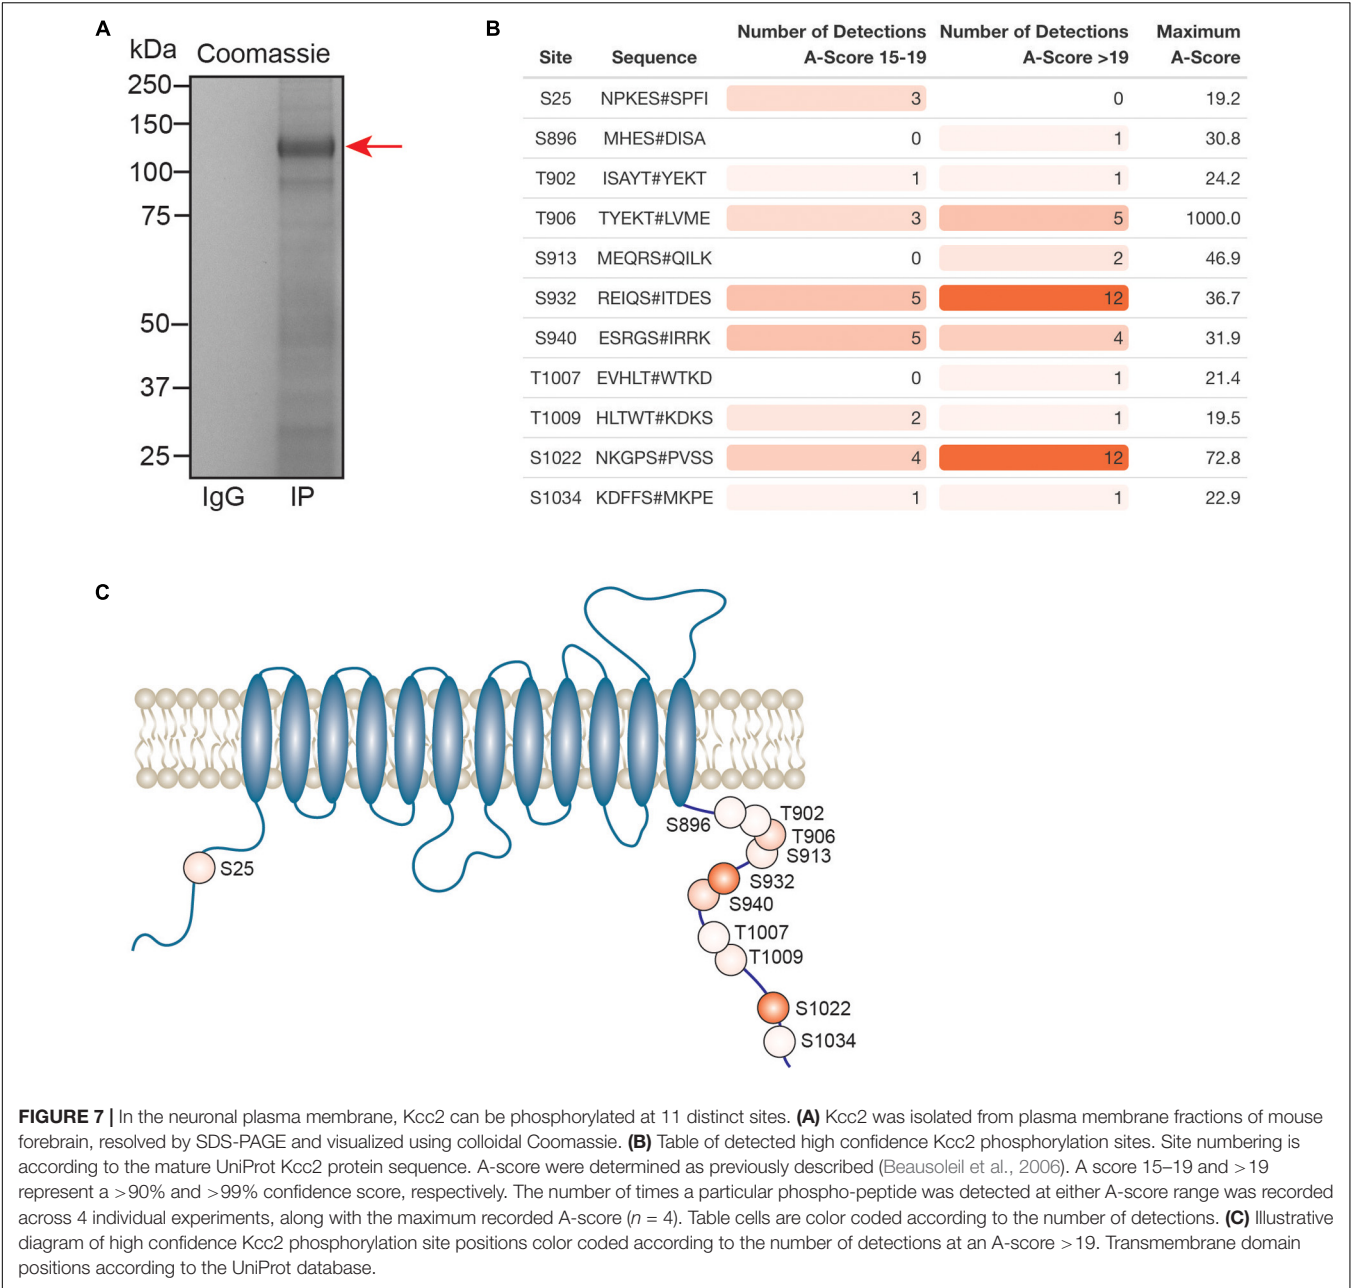 A
kDa
Coomassie
250
150
100
75
50
37
25
IgG IP
B
Number of Detections Number of Detections Maximum
Site Sequence A-Score 15-19 A-Score >19 A-Score
S25 NPKES#SPFI 3 0 19.2
S896 MHES#DISA 0 1 30.8
T902 ISAYT#YEKT 1 1 24.2
T906 TYEKT#LVME 3 5 1000.0
S913 MEQRS#QILK 0 2 46.9
S932 REIQS#ITDES 5 12 36.7
S940 ESRGS#IRRK 5 4 31.9
T1007 EVHLT#WTKD 0 1 21.4
T1009 HLTWT#KDKS 2 1 19.5
S1022 NKGPS#PVSS 4 12 72.8
S1034 KDFFS#MKPE 1 1 22.9
C
S25
S896
T902
T906
S913
S932
S940
T1007
T1009
S1022
S1034
FIGURE 7 | In the neuronal plasma membrane, Kcc2 can be phosphorylated at 11 distinct sites. (A) Kcc2 was isolated from plasma membrane fractions of mouse
forebrain, resolved by SDS-PAGE and visualized using colloidal Coomassie. (B) Table of detected high confidence Kcc2 phosphorylation sites. Site numbering is
according to the mature UniProt Kcc2 protein sequence. A-score were determined as previously described (Beausoleil et al., 2006). A score 15–19 and >19
represent a >90% and >99% confidence score, respectively. The number of times a particular phospho-peptide was detected at either A-score range was recorded
across 4 individual experiments, along with the maximum recorded A-score (n = 4). Table cells are color coded according to the number of detections. (C) Illustrative
diagram of high confidence Kcc2 phosphorylation site positions color coded according to the number of detections at an A-score >19. Transmembrane domain
positions according to the UniProt database.